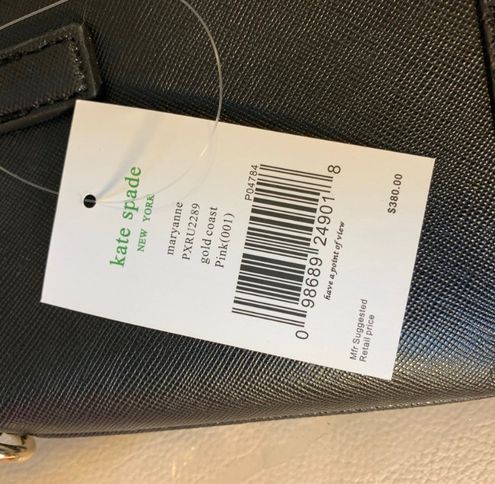 kate spade
NEW YORK
maryanne
PXRU2289
gold coast
Pink(001)
P04784
0 98689 24901 8
have a point of view
Mfr Suggested
Retail price
$380.00